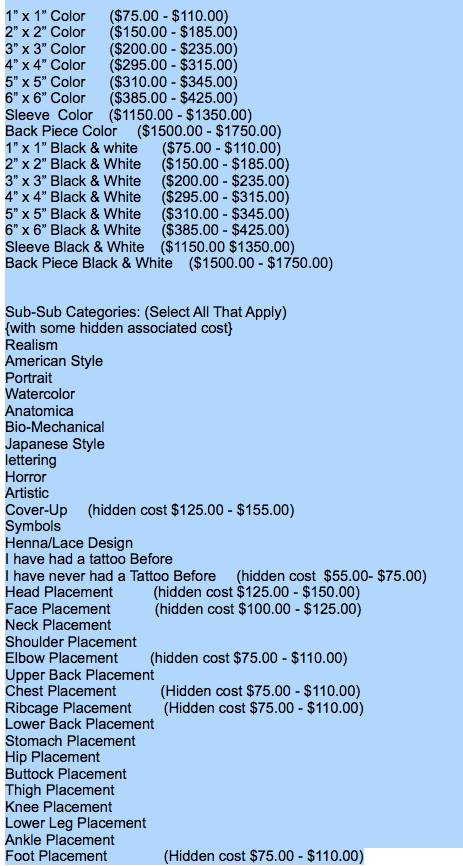 1” x 1” Color ($75.00 - $110.00)
2” x 2” Color ($150.00 - $185.00)
3” x 3” Color ($200.00 - $235.00)
4” x 4” Color ($295.00 - $315.00)
5” x 5” Color ($310.00 - $345.00)
6” x 6” Color ($385.00 - $425.00)
Sleeve Color ($1150.00 - $1350.00)
Back Piece Color ($1500.00 - $1750.00)
1” x 1” Black & white ($75.00 - $110.00)
2” x 2” Black & White ($150.00 - $185.00)
3” x 3” Black & White ($200.00 - $235.00)
4” x 4” Black & White ($295.00 - $315.00)
5” x 5” Black & White ($310.00 - $345.00)
6” x 6” Black & White ($385.00 - $425.00)
Sleeve Black & White ($1150.00 $1350.00)
Back Piece Black & White ($1500.00 - $1750.00)
Sub-Sub Categories: (Select All That Apply)
{with some hidden associated cost}
Realism
American Style
Portrait
Watercolor
Anatomica
Bio-Mechanical
Japanese Style
lettering
Horror
Artistic
Cover-Up (hidden cost $125.00 - $155.00)
Symbols
Henna/Lace Design
I have had a tattoo Before
I have never had a Tattoo Before (hidden cost $55.00- $75.00)
Head Placement (hidden cost $125.00 - $150.00)
Face Placement (hidden cost $100.00 - $125.00)
Neck Placement
Shoulder Placement
Elbow Placement (hidden cost $75.00 - $110.00)
Upper Back Placement
Chest Placement (Hidden cost $75.00 - $110.00)
Ribcage Placement (Hidden cost $75.00 - $110.00)
Lower Back Placement
Stomach Placement
Hip Placement
Buttock Placement
Thigh Placement
Knee Placement
Lower Leg Placement
Ankle Placement
Foot Placement (Hidden cost $75.00 - $110.00)